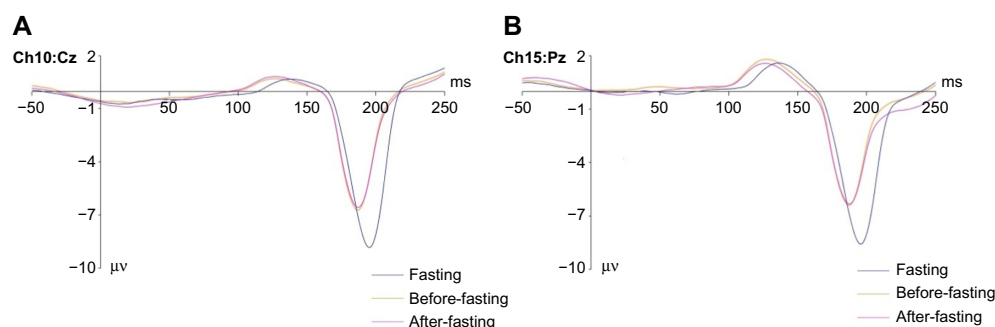 A
Ch10:Cz
2
ms
−50
−1
50
100
150
200
250
−4
−7
−10
μv
Fasting
Before-fasting
After-fasting
B
Ch15:Pz
2
ms
−50
−1
50
100
150
200
250
−4
−7
−10
μv
Fasting
Before-fasting
After-fasting